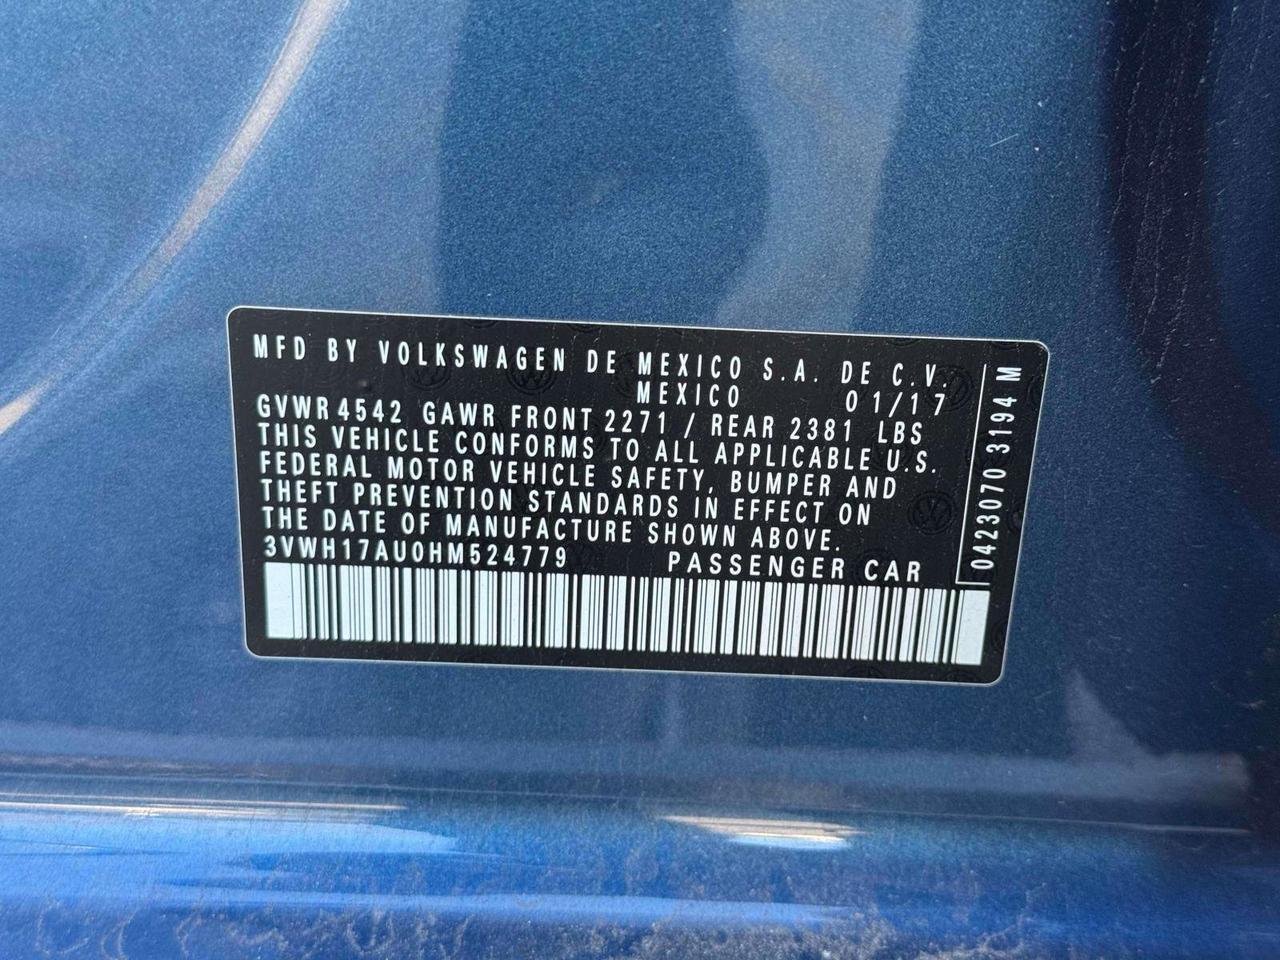 MFD BY VOLKSWAGEN DE MEXICO S.A. DE C.V.
MEXICO 01/17
GVWR 4542 GAWR FRONT 2271 / REAR 2381 LBS
THIS VEHICLE CONFORMS TO ALL APPLICABLE U.S.
FEDERAL MOTOR VEHICLE SAFETY, BUMPER AND
THEFT PREVENTION STANDARDS IN EFFECT ON
THE DATE OF MANUFACTURE SHOWN ABOVE.
3VWH17AU0HM524779 PASSENGER CAR
0423070 3194 M